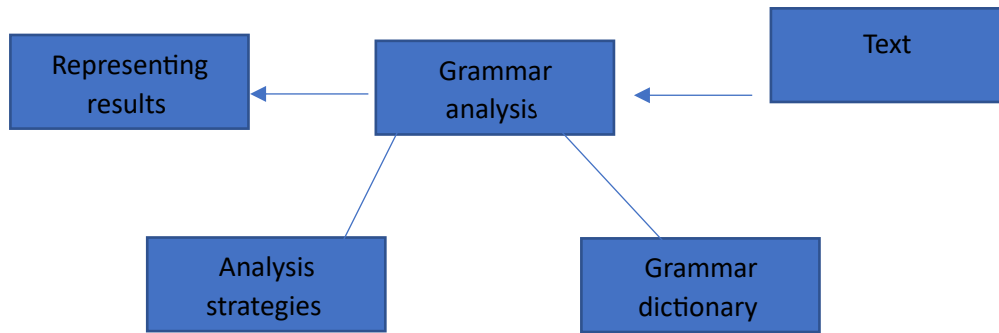 Representing
results
Grammar
analysis
Text
Analysis
strategies
Grammar
dictionary